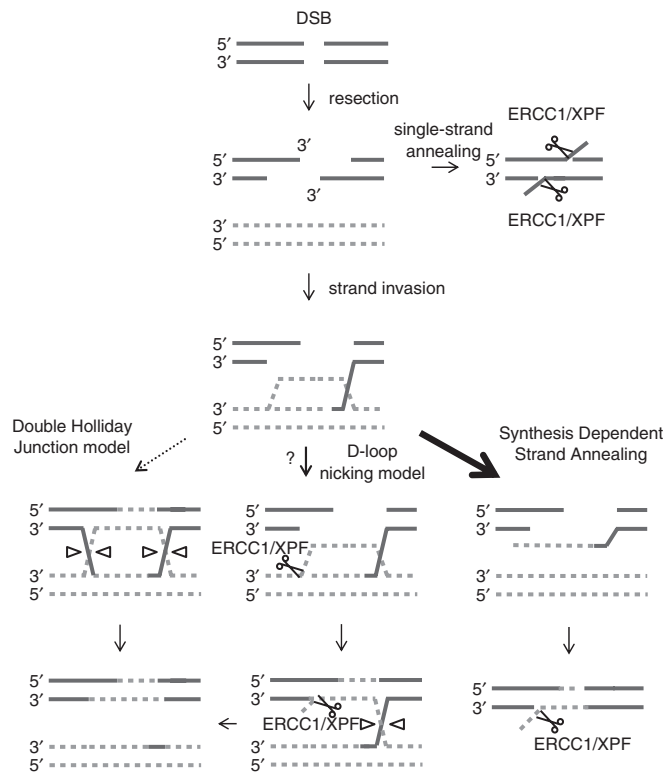 DSB
5′
3′
resection
ERCC1/XPF
single-strand
annealing
3′
5′
3′
3′
5′
3′
ERCC1/XPF
3′
5′
strand invasion
5′
3′
3′
5′
Double Holliday
Junction model
?
D-loop
nicking model
Synthesis Dependent
Strand Annealing
5′
3′
3′
5′
5′
3′
ERCC1/XPF
3′
5′
5′
3′
3′
5′
5′
3′
3′
5′
5′
3′
ERCC1/XPF
3′
5′
5′
3′
ERCC1/XPF